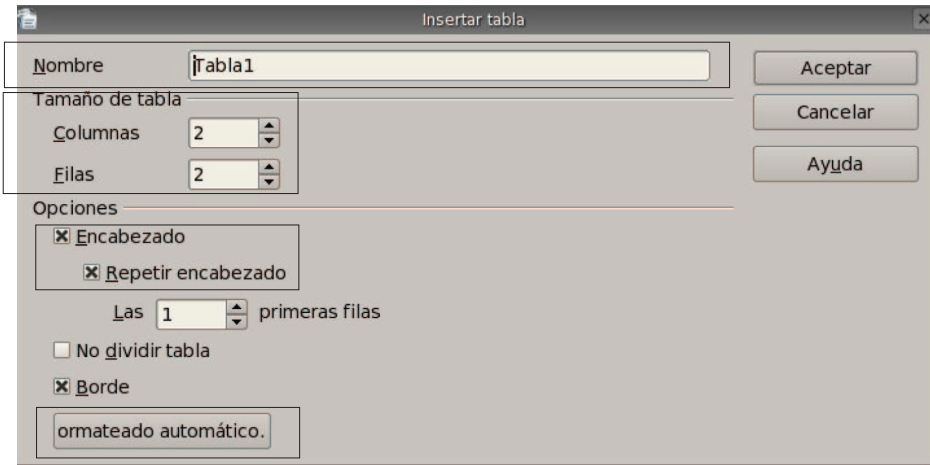 Insertar tabla
Nombre Tabla1
Aceptar
Tamaño de tabla
Cancelar
Columnas 2
Filas 2
Ayuda
Opciones
Encabezado
Repetir encabezado
Las 1 primeras filas
No dividir tabla
Borde
ormateado automático.